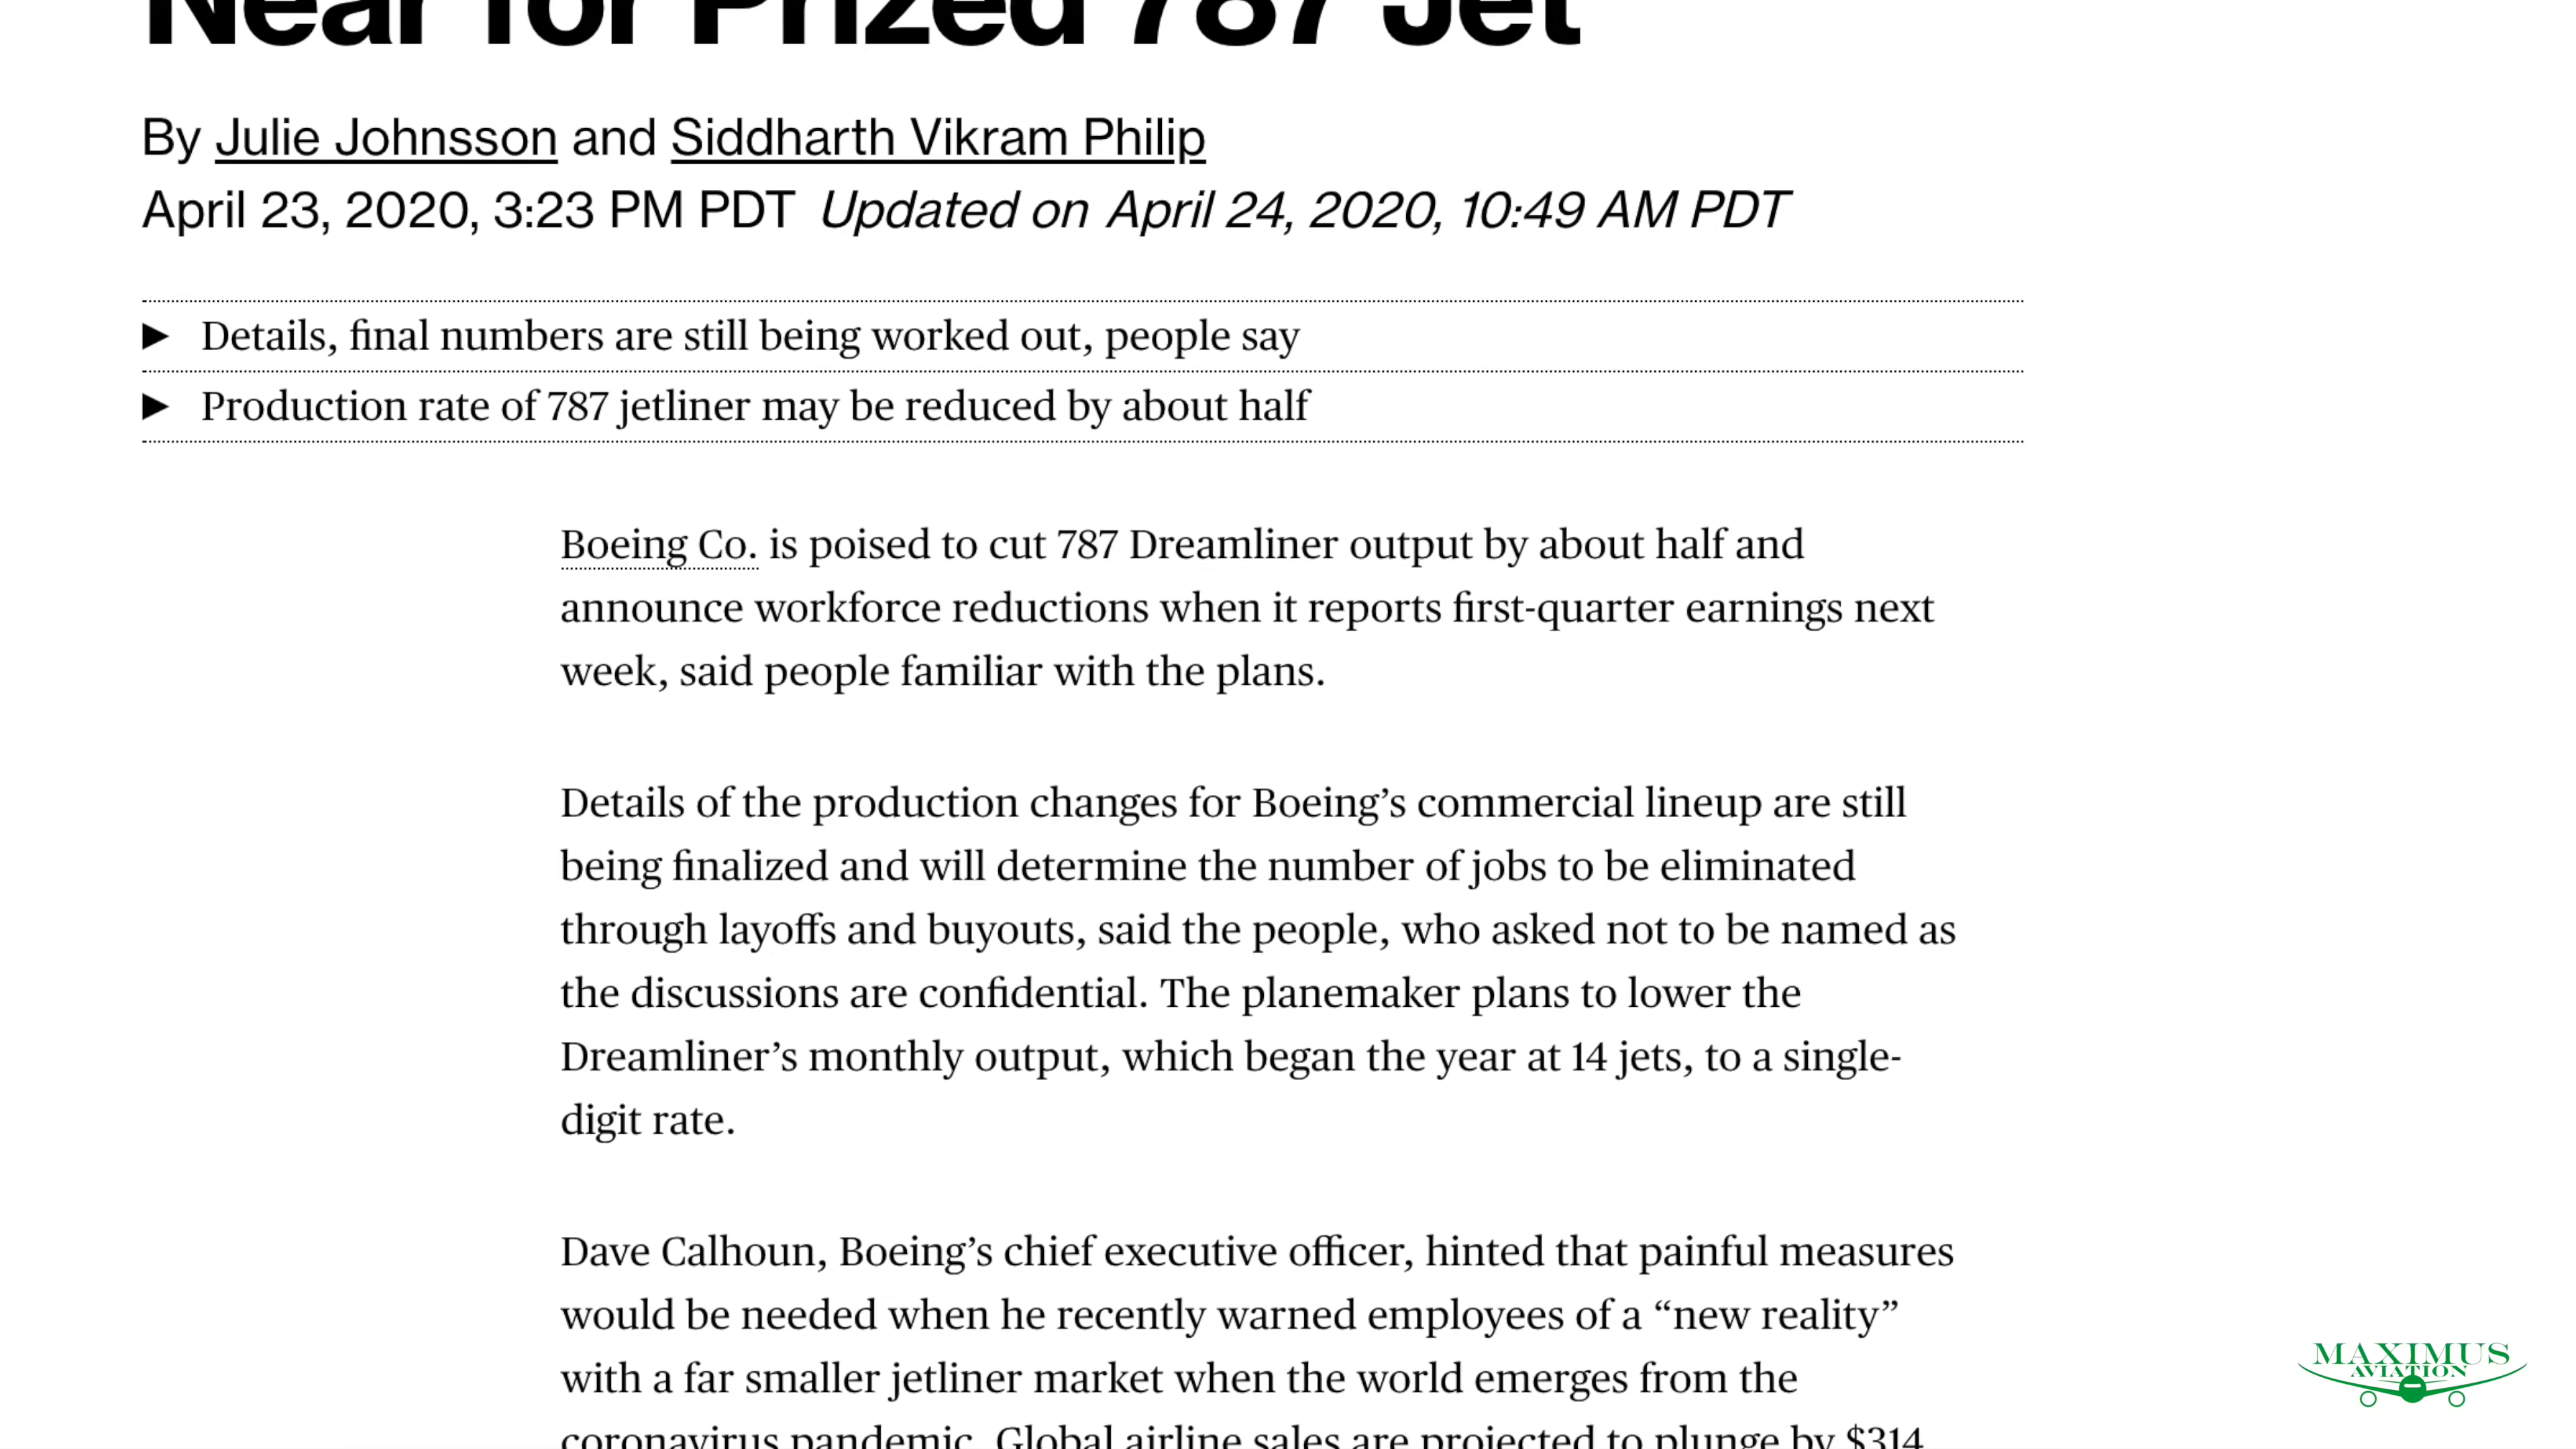 Near for Prized 787 Jet
By Julie Johnsson and Siddharth Vikram Philip
April 23, 2020, 3:23 PM PDT Updated on April 24, 2020, 10:49 AM PDT
▶ Details, final numbers are still being worked out, people say
▶ Production rate of 787 jetliner may be reduced by about half
Boeing Co. is poised to cut 787 Dreamliner output by about half and
announce workforce reductions when it reports first-quarter earnings next
week, said people familiar with the plans.
Details of the production changes for Boeing’s commercial lineup are still
being finalized and will determine the number of jobs to be eliminated
through layoffs and buyouts, said the people, who asked not to be named as
the discussions are confidential. The planemaker plans to lower the
Dreamliner’s monthly output, which began the year at 14 jets, to a single-
digit rate.
Dave Calhoun, Boeing’s chief executive officer, hinted that painful measures
would be needed when he recently warned employees of a “new reality”
with a far smaller jetliner market when the world emerges from the
coronavirus pandemic. Global airline sales are projected to plunge by $314
MAXIMUS
AVIATION